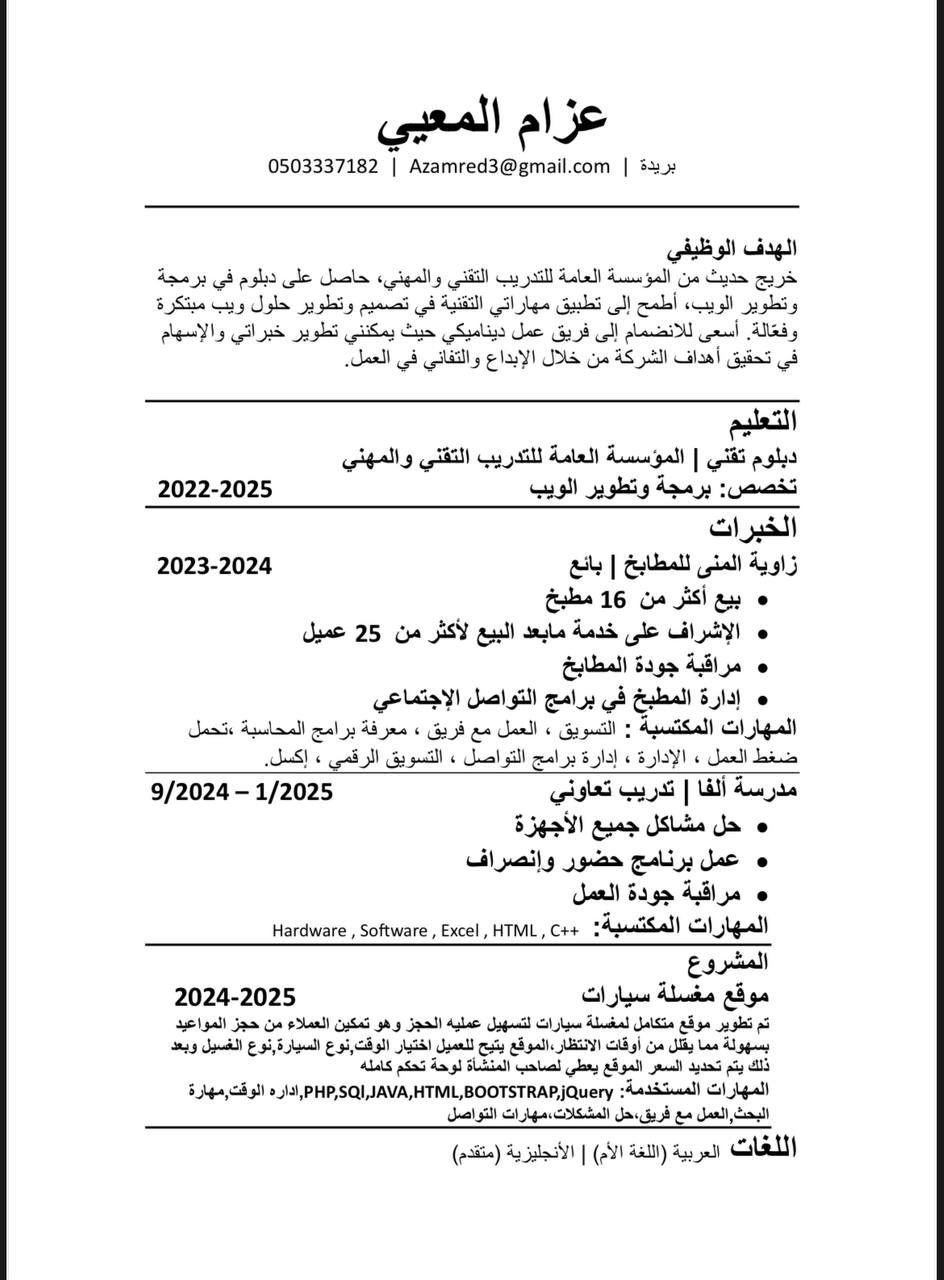 عزام المعيي
بريدة | Azamred3@gmail.com | 0503337182
الهدف الوظيفي
خريج حديث من المؤسسة العامة للتدريب التقني والمهني، حاصل على دبلوم في برمجة
وتطوير الويب، أطمح إلى تطبيق مهاراتي التقنية في تصميم وتطوير حلول ويب مبتكرة
وفعّالة. أسعى للانضمام إلى فريق عمل ديناميكي حيث يمكنني تطوير خبراتي والإسهام
في تحقيق أهداف الشركة من خلال الإبداع والتفاني في العمل.
التعليم
دبلوم تقني | المؤسسة العامة للتدريب التقني والمهني
تخصص: برمجة وتطوير الويب 2022-2025
الخبرات
زاوية المنى للمطابخ | بائع 2023-2024
• بيع أكثر من 16 مطبخ
• الإشراف على خدمة مابعد البيع لأكثر من 25 عميل
• مراقبة جودة المطابخ
• إدارة المطبخ في برامج التواصل الإجتماعي
المهارات المكتسبة : التسويق ، العمل مع فريق ، معرفة برامج المحاسبة ،تحمل
ضغط العمل ، الإدارة ، إدارة برامج التواصل ، التسويق الرقمي ، إكسل.
مدرسة ألفا | تدريب تعاوني 9/2024 – 1/2025
• حل مشاكل جميع الأجهزة
• عمل برنامج حضور وإنصراف
• مراقبة جودة العمل
المهارات المكتسبة: Hardware , Software , Excel , HTML , C++
المشروع
موقع مغسلة سيارات 2024-2025
تم تطوير موقع متكامل لمغسلة سيارات لتسهيل عمليه الحجز وهو تمكين العملاء من حجز المواعيد
بسهولة مما يقلل من أوقات الانتظار،الموقع يتيح للعميل اختيار الوقت,نوع السيارة,نوع الغسيل وبعد
ذلك يتم تحديد السعر الموقع يعطي لصاحب المنشأة لوحة تحكم كامله
المهارات المستخدمة: PHP,SQl,JAVA,HTML,BOOTSTRAP,jQuery,اداره الوقت,مهارة
البحث,العمل مع فريق،حل المشكلات،مهارات التواصل
اللغات العربية (اللغة الأم) | الأنجليزية (متقدم)